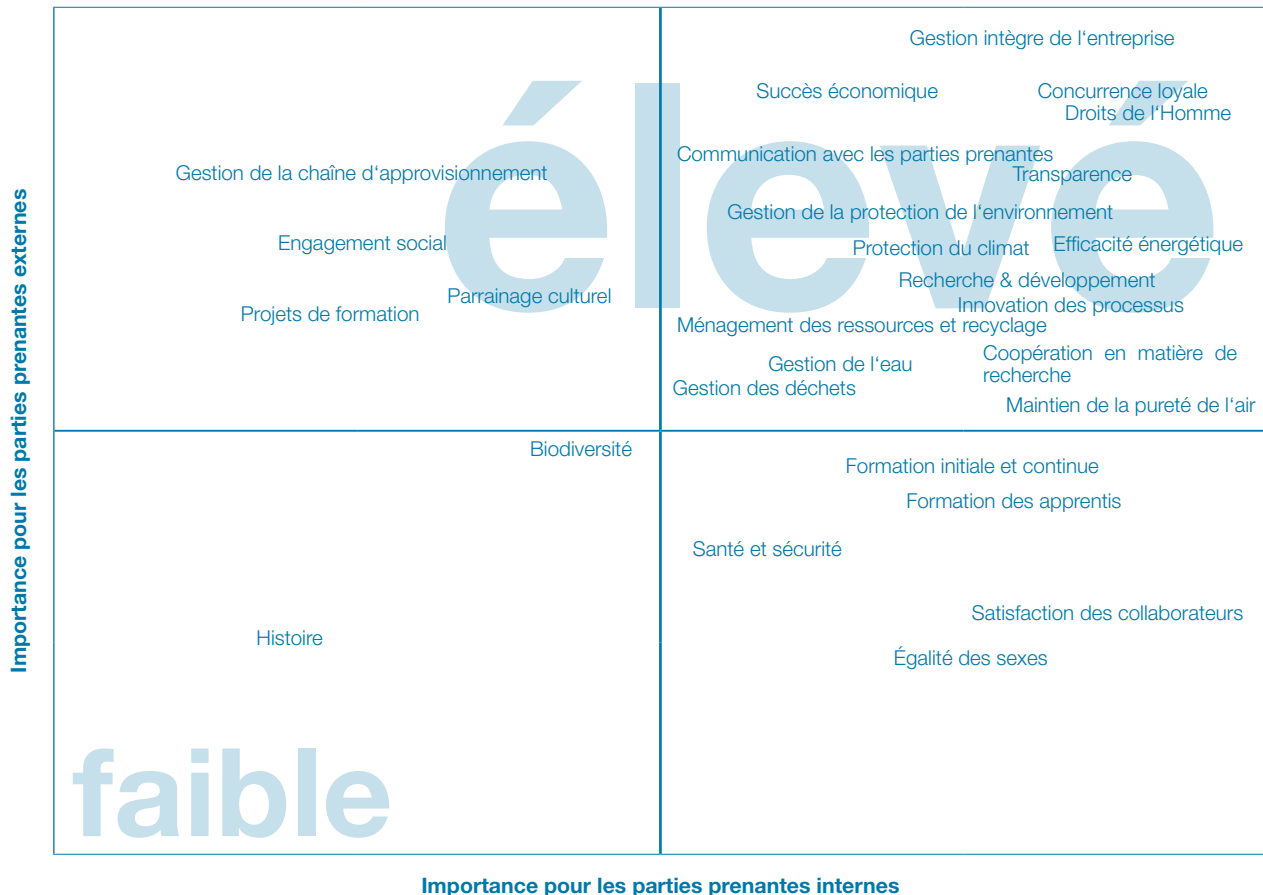 Gestion intègre de l‘entreprise
Succès économique
Concurrence loyale
Droits de l‘Homme
Communication avec les parties prenantes
Gestion de la chaîne d‘approvisionnement
Transparence
Gestion de la protection de l‘environnement
Engagement social
Protection du climat
Efficacité énergétique
Recherche & développement
Parrainage culturel
Innovation des processus
Projets de formation
Ménagement des ressources et recyclage
Gestion de l‘eau
Coopération en matière de
recherche
Gestion des déchets
Maintien de la pureté de l‘air
élevé
Biodiversité
Formation initiale et continue
Formation des apprentis
Santé et sécurité
Satisfaction des collaborateurs
Histoire
Égalité des sexes
faible
Importance pour les parties prenantes externes
Importance pour les parties prenantes internes